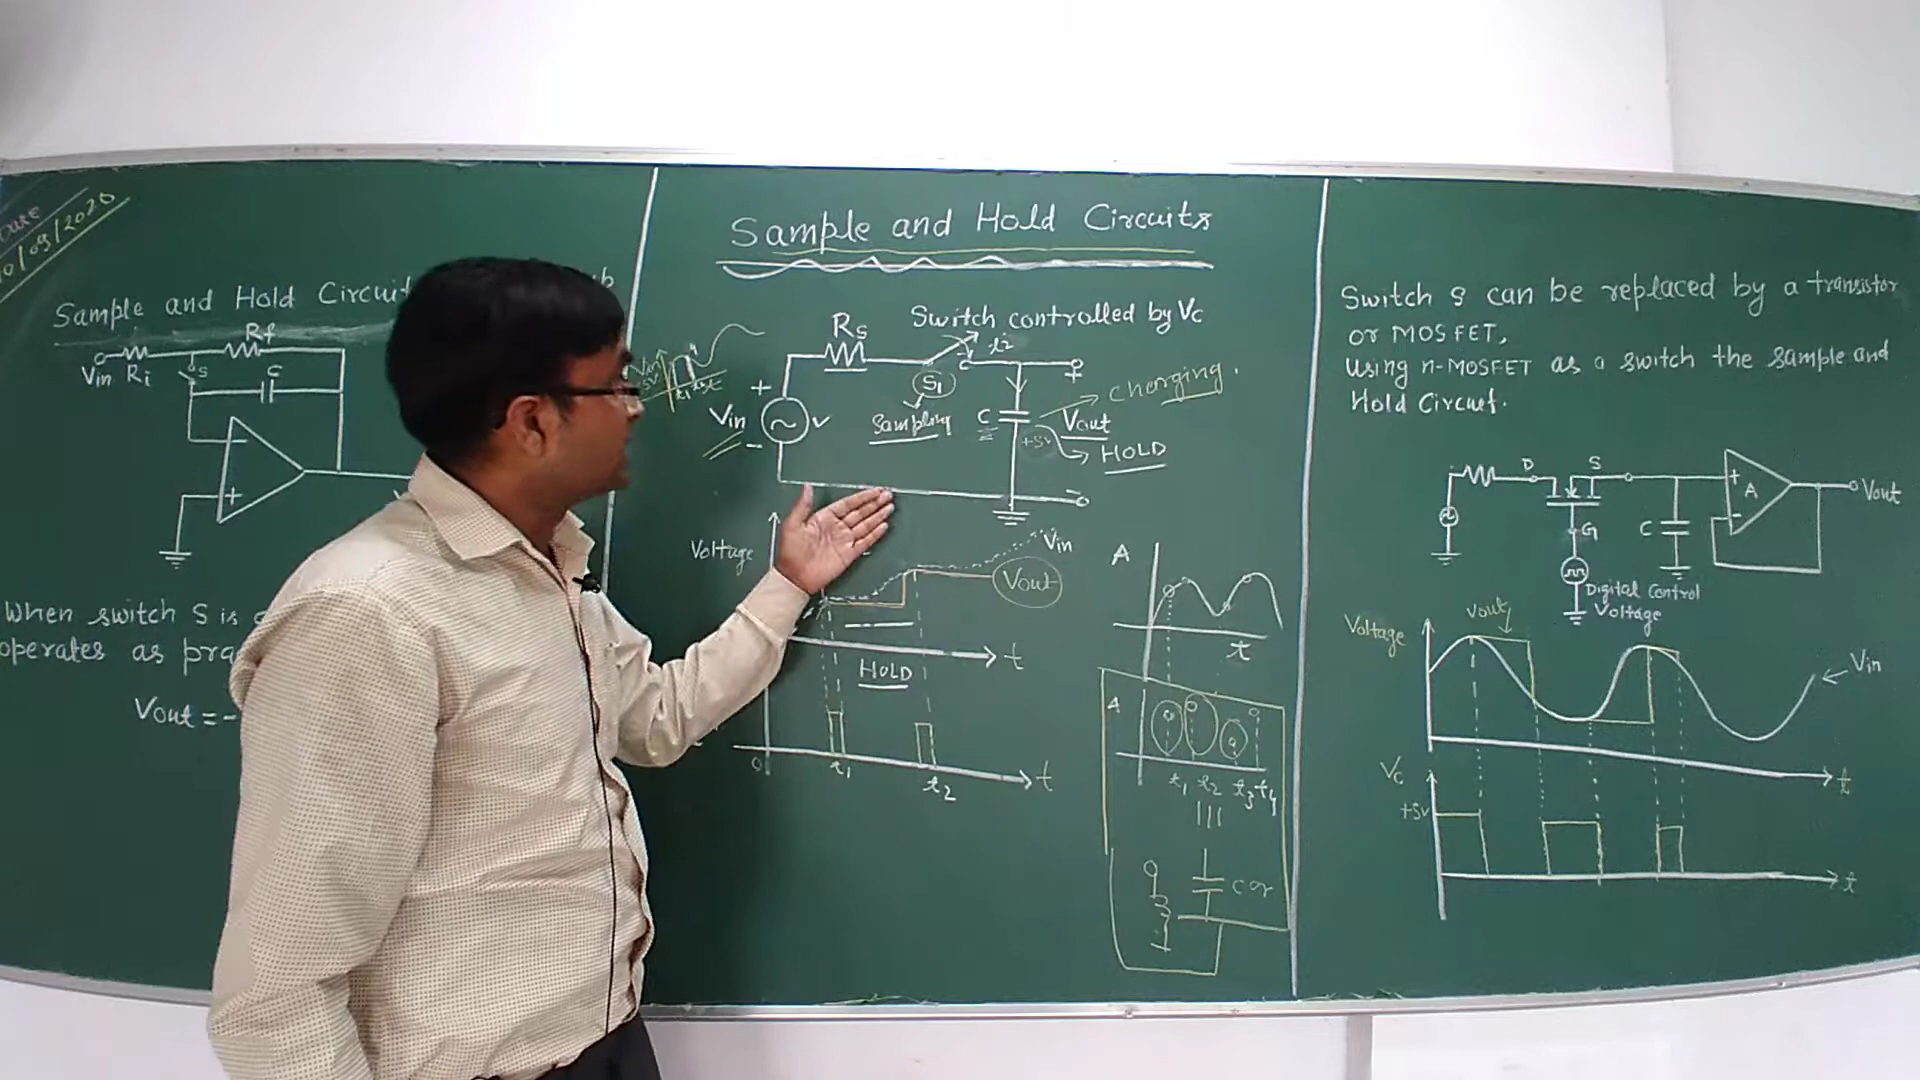 Sample and Hold Circuit
Rf
Vin Ri
S
C
-
+
When switch S is
operates as
Vout = -
Sample and Hold Circuits
Switch controlled by Vc
Rs
t2
S1
Sampling
+
Vin
V
-
C
+
charging.
Vout
+5v
HOLD
-
Voltage
Vin
Vout
t
HOLD
0
t1
t2
t
A
t
A
t1 t2 t3 t4
C or
Switch S can be replaced by a transistor
or MOSFET,
Using n-MOSFET as a switch the sample and
Hold Circuit.
D
S
G
C
+
A
-
Vout
Digital Control
Voltage
Voltage
Vout
Vin
t
Vc
+5v
t